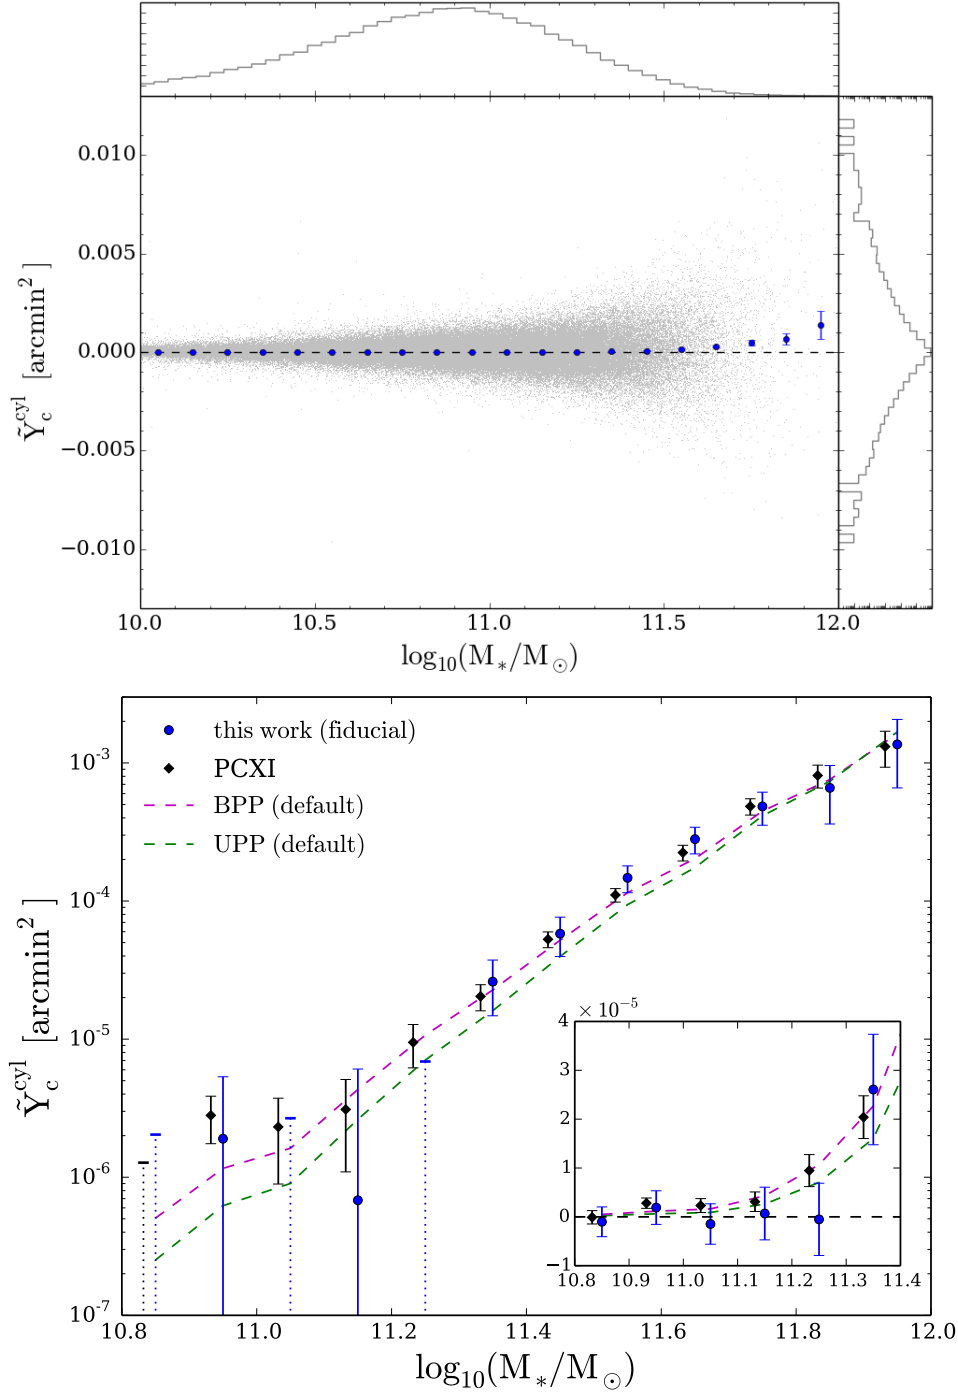 0.010
0.005
0.000
−0.005
−0.010
Ỹ_c^cyl [arcmin²]
10.0 10.5 11.0 11.5 12.0
log₁₀(M∗/M⊙)
this work (fiducial)
PCXI
BPP (default)
UPP (default)
10⁻³
10⁻⁴
10⁻⁵
10⁻⁶
10⁻⁷
Ỹ_c^cyl [arcmin²]
4 × 10⁻⁵
3
2
1
0
−1
10.8 10.9 11.0 11.1 11.2 11.3 11.4
10.8 11.0 11.2 11.4 11.6 11.8 12.0
log₁₀(M∗/M⊙)